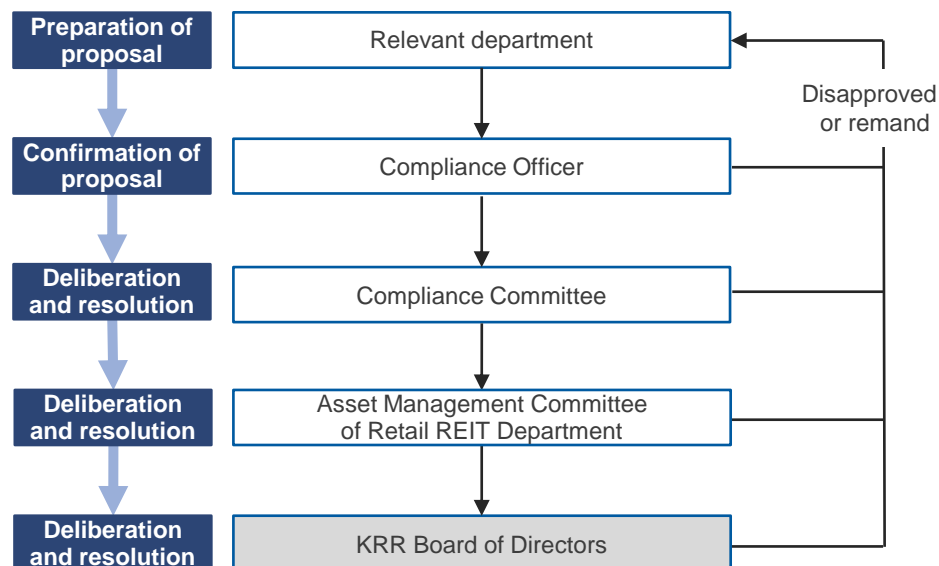 Preparation of
proposal
Relevant department
Disapproved
or remand
Confirmation of
proposal
Compliance Officer
Deliberation
and resolution
Compliance Committee
Deliberation
and resolution
Asset Management Committee
of Retail REIT Department
Deliberation
and resolution
KRR Board of Directors